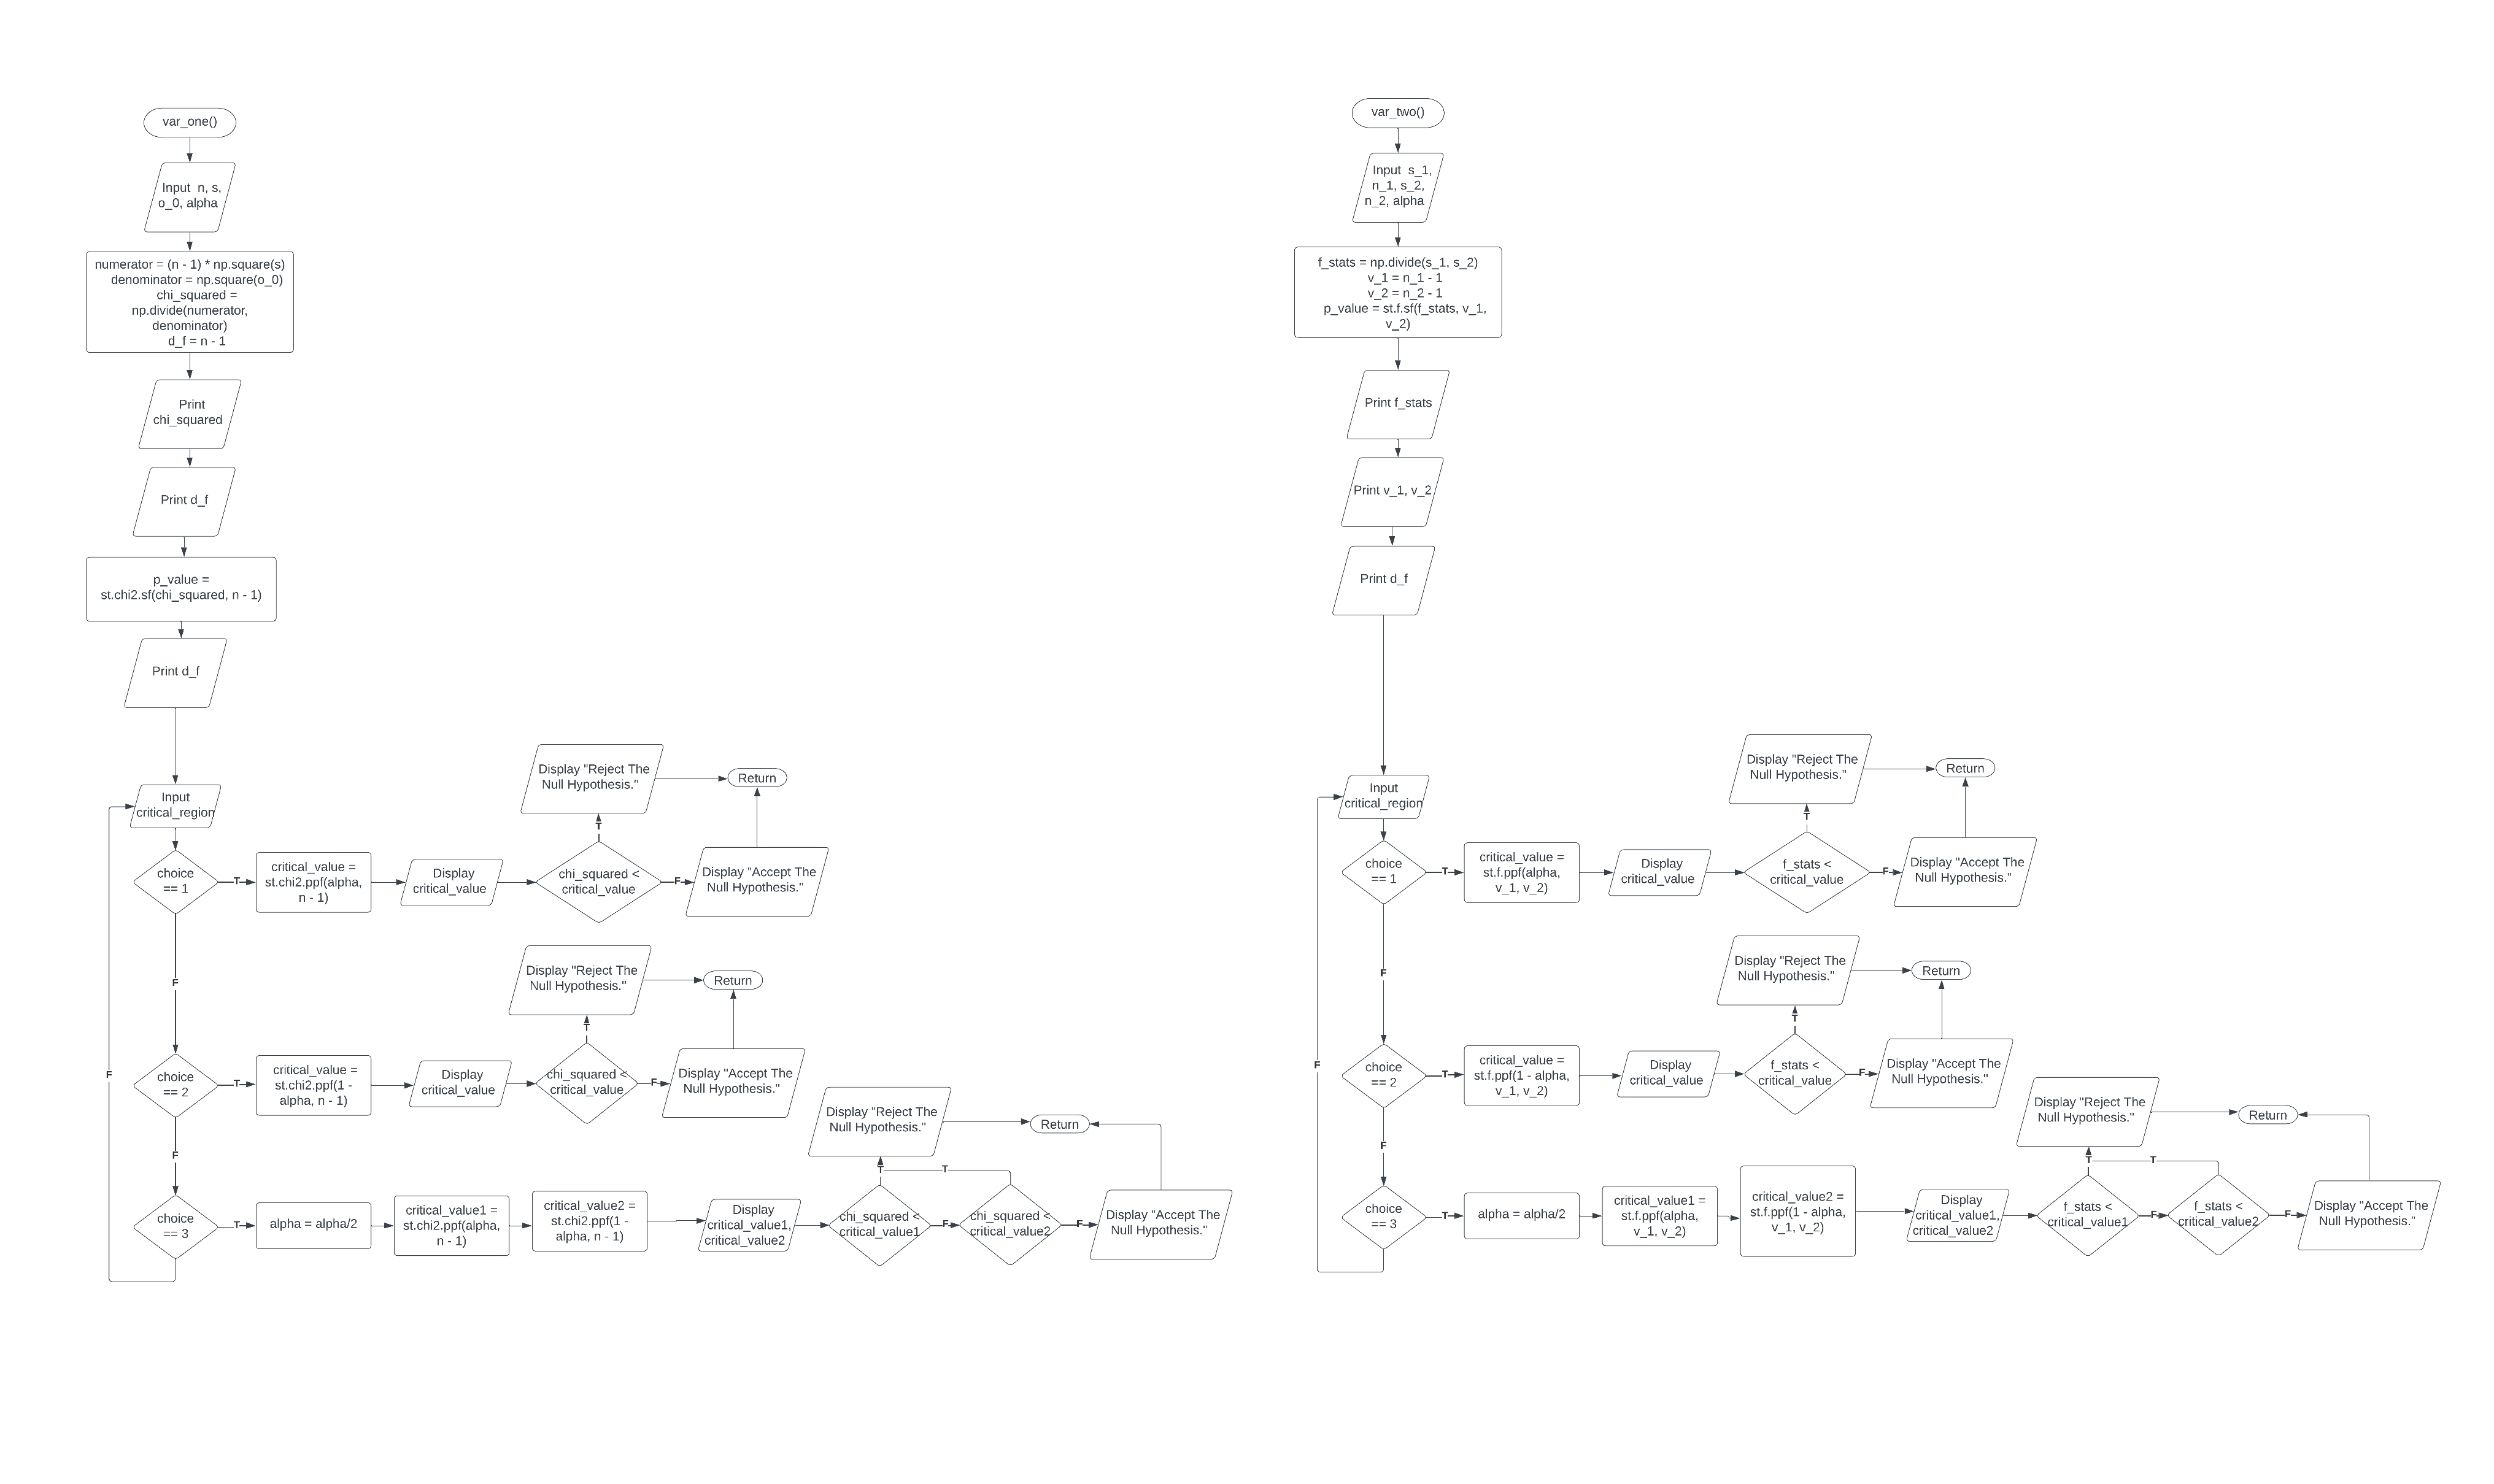 var_one()
Input  n, s,
o_0, alpha
numerator = (n - 1) * np.square(s)
denominator = np.square(o_0)
chi_squared =
np.divide(numerator,
denominator)
d_f = n - 1
Print
chi_squared
Print d_f
p_value =
st.chi2.sf(chi_squared, n - 1)
Print d_f
Input
critical_region
choice
== 1
T
critical_value =
st.chi2.ppf(alpha,
n - 1)
Display
critical_value
chi_squared <
critical_value
T
Display "Reject The
Null Hypothesis."
Return
F
Display "Accept The
Null Hypothesis."
F
choice
== 2
T
critical_value =
st.chi2.ppf(1 -
alpha, n - 1)
Display
critical_value
chi_squared <
critical_value
T
Display "Reject The
Null Hypothesis."
Return
F
Display "Accept The
Null Hypothesis."
F
choice
== 3
F
T
alpha = alpha/2
critical_value1 =
st.chi2.ppf(alpha,
n - 1)
critical_value2 =
st.chi2.ppf(1 -
alpha, n - 1)
Display
critical_value1,
critical_value2
chi_squared <
critical_value1
T
Display "Reject The
Null Hypothesis."
Return
F
chi_squared <
critical_value2
T
F
Display "Accept The
Null Hypothesis."
var_two()
Input  s_1,
n_1, s_2,
n_2, alpha
f_stats = np.divide(s_1, s_2)
v_1 = n_1 - 1
v_2 = n_2 - 1
p_value = st.f.sf(f_stats, v_1,
v_2)
Print f_stats
Print v_1, v_2
Print d_f
Input
critical_region
choice
== 1
T
critical_value =
st.f.ppf(alpha,
v_1, v_2)
Display
critical_value
f_stats <
critical_value
T
Display "Reject The
Null Hypothesis."
Return
F
Display "Accept The
Null Hypothesis."
F
choice
== 2
T
critical_value =
st.f.ppf(1 - alpha,
v_1, v_2)
Display
critical_value
f_stats <
critical_value
T
Display "Reject The
Null Hypothesis."
Return
F
Display "Accept The
Null Hypothesis."
F
choice
== 3
F
T
alpha = alpha/2
critical_value1 =
st.f.ppf(alpha,
v_1, v_2)
critical_value2 =
st.f.ppf(1 - alpha,
v_1, v_2)
Display
critical_value1,
critical_value2
f_stats <
critical_value1
T
Display "Reject The
Null Hypothesis."
Return
F
f_stats <
critical_value2
T
F
Display "Accept The
Null Hypothesis."